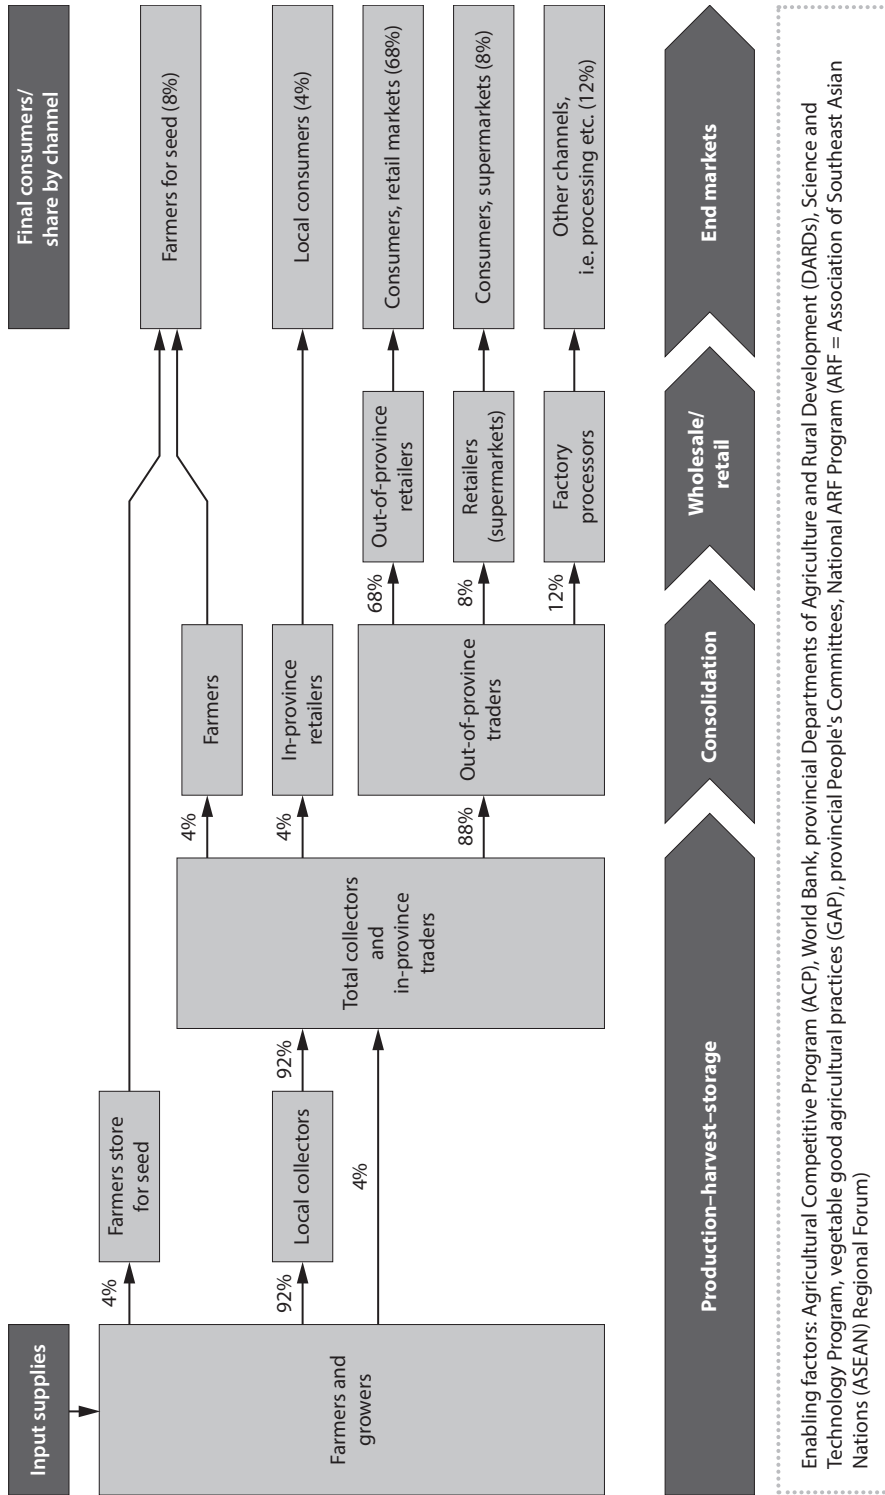 Input supplies
Final consumers/
share by channel
Farmers and
growers
4%
Farmers store
for seed
92%
Local collectors
92%
4%
Total collectors
and
in-province
traders
4%
Farmers
4%
In-province
retailers
88%
Out-of-province
traders
68%
Out-of-province
retailers
8%
Retailers
(supermarkets)
12%
Factory
processors
Farmers for seed (8%)
Local consumers (4%)
Consumers, retail markets (68%)
Consumers, supermarkets (8%)
Other channels,
i.e. processing etc. (12%)
Production–harvest–storage
Consolidation
Wholesale/
retail
End markets
Enabling factors: Agricultural Competitive Program (ACP), World Bank, provincial Departments of Agriculture and Rural Development (DARDs), Science and
Technology Program, vegetable good agricultural practices (GAP), provincial People's Committees, National ARF Program (ARF = Association of Southeast Asian
Nations (ASEAN) Regional Forum)